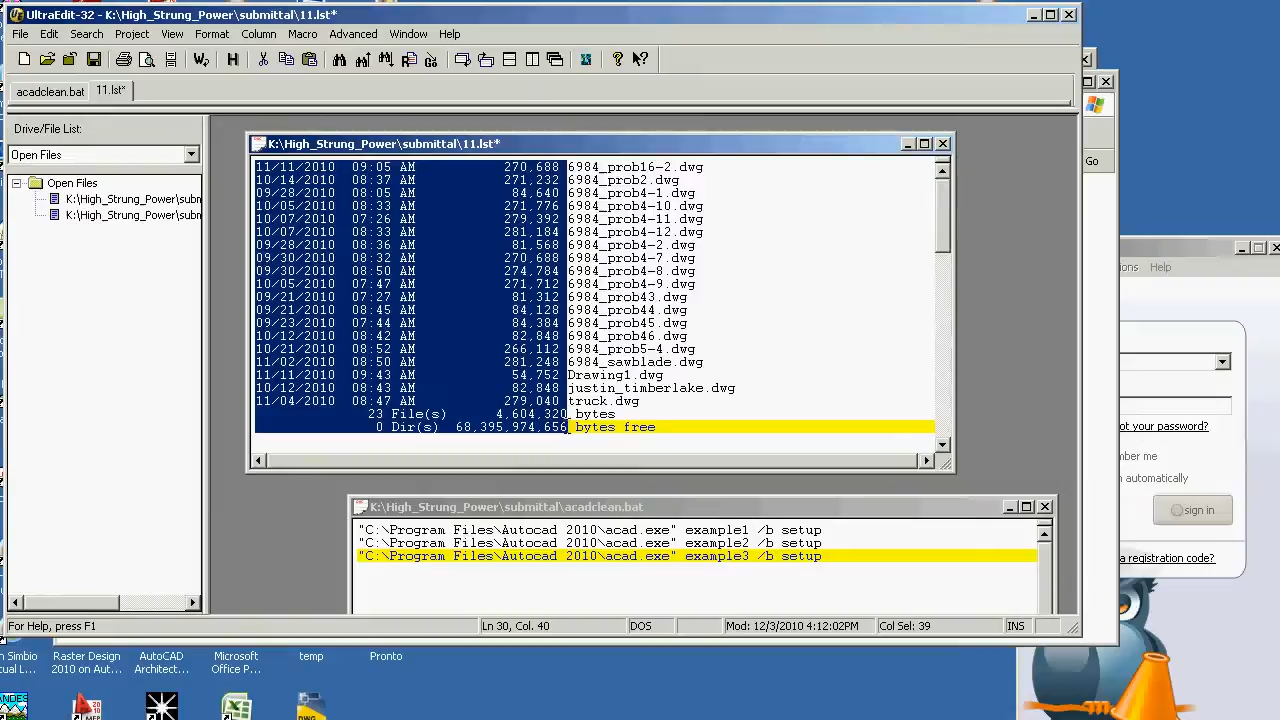 UltraEdit-32 - K:\High_Strung_Power\submittal\11.lst*
File Edit Search Project View Format Column Macro Advanced Window Help
acadclean.bat 11.lst*
Drive/File List:
Open Files
Open Files
K:\High_Strung_Power\subn
K:\High_Strung_Power\subn
K:\High_Strung_Power\submittal\11.lst*
11/11/2010 09:05 AM 270,688 6984_prob16-2.dwg
10/14/2010 08:37 AM 271,232 6984_prob2.dwg
09/28/2010 08:05 AM 84,640 6984_prob4-1.dwg
10/05/2010 08:33 AM 271,776 6984_prob4-10.dwg
10/07/2010 07:26 AM 279,392 6984_prob4-11.dwg
10/07/2010 08:33 AM 281,184 6984_prob4-12.dwg
09/28/2010 08:36 AM 81,568 6984_prob4-2.dwg
09/30/2010 08:32 AM 270,688 6984_prob4-7.dwg
09/30/2010 08:50 AM 274,784 6984_prob4-8.dwg
10/05/2010 07:47 AM 271,712 6984_prob4-9.dwg
09/21/2010 07:27 AM 81,312 6984_prob43.dwg
09/21/2010 08:45 AM 84,128 6984_prob44.dwg
09/23/2010 07:44 AM 84,384 6984_prob45.dwg
10/12/2010 08:42 AM 82,048 6984_prob46.dwg
10/21/2010 08:52 AM 266,112 6984_prob5-4.dwg
11/02/2010 08:50 AM 281,248 6984_sawblade.dwg
11/11/2010 09:43 AM 54,752 Drawing1.dwg
10/12/2010 08:43 AM 82,848 justin_timberlake.dwg
11/04/2010 08:47 AM 279,040 truck.dwg
23 File(s) 4,604,320 bytes
0 Dir(s) 68,395,974,656 bytes free
K:\High_Strung_Power\submittal\acadclean.bat
"C:\Program Files\Autocad 2010\acad.exe" example1 /b setup
"C:\Program Files\Autocad 2010\acad.exe" example2 /b setup
"C:\Program Files\Autocad 2010\acad.exe" example3 /b setup
For Help, press F1 Ln 30, Col. 40 DOS Mod: 12/3/2010 4:12:02PM Col Sel: 39 INS
Go
ions Help
ot your password?
mber me
n automatically
sign in
a registration code?
n Simbio
tual L...
Raster Design
2010 on Aut...
AutoCAD
Architect...
Microsoft
Office P...
temp
Pronto
ANDES
2010
MEP
DWG